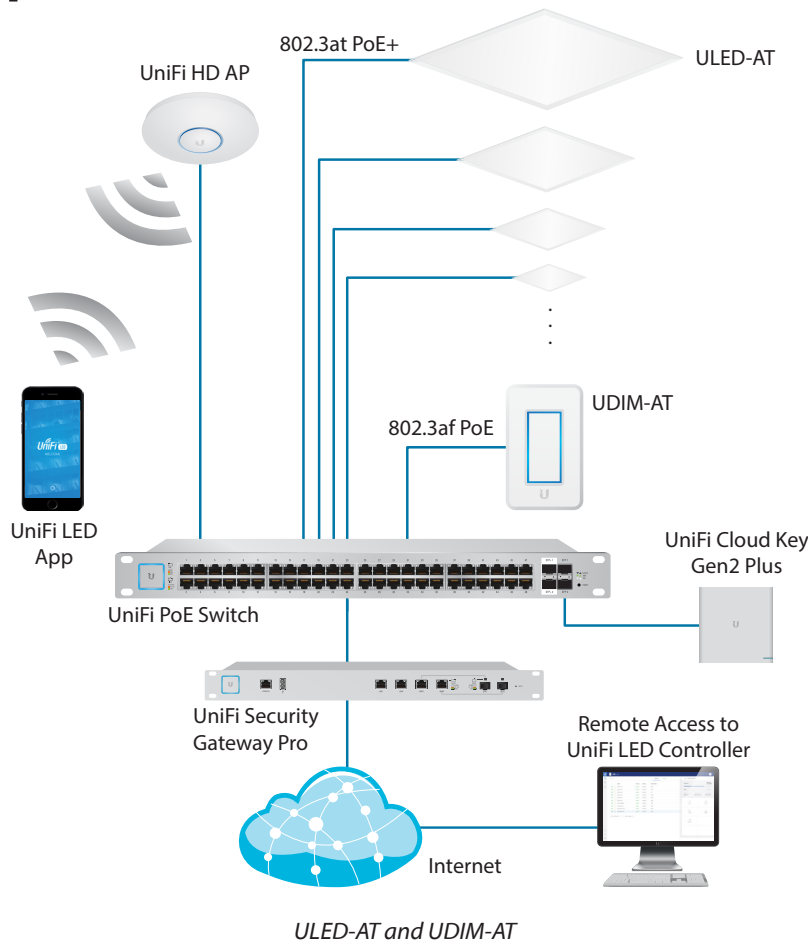 802.3at PoE+
UniFi HD AP
ULED-AT
UDIM-AT
802.3af PoE
UniFi LED
App
UniFi
UniFi PoE Switch
UniFi Cloud Key
Gen2 Plus
UniFi Security
Gateway Pro
Remote Access to
UniFi LED Controller
Internet
ULED-AT and UDIM-AT